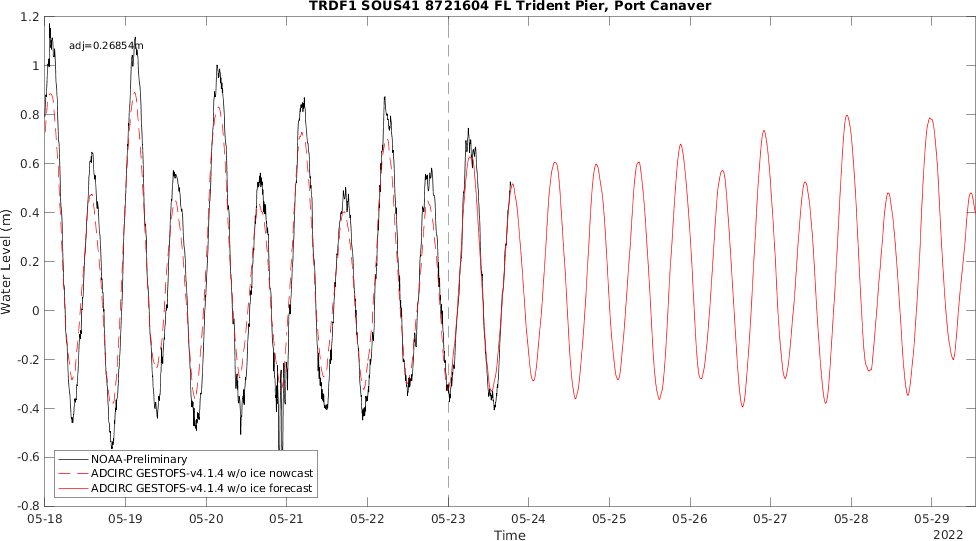 TRDF1 SOUS41 8721604 FL Trident Pier, Port Canaver
adj=0.26854m
Water Level (m)
1.2
1
0.8
0.6
0.4
0.2
0
-0.2
-0.4
-0.6
-0.8
NOAA-Preliminary
ADCIRC GESTOFS-v4.1.4 w/o ice nowcast
ADCIRC GESTOFS-v4.1.4 w/o ice forecast
05-18 05-19 05-20 05-21 05-22 05-23 05-24 05-25 05-26 05-27 05-28 05-29
Time
2022